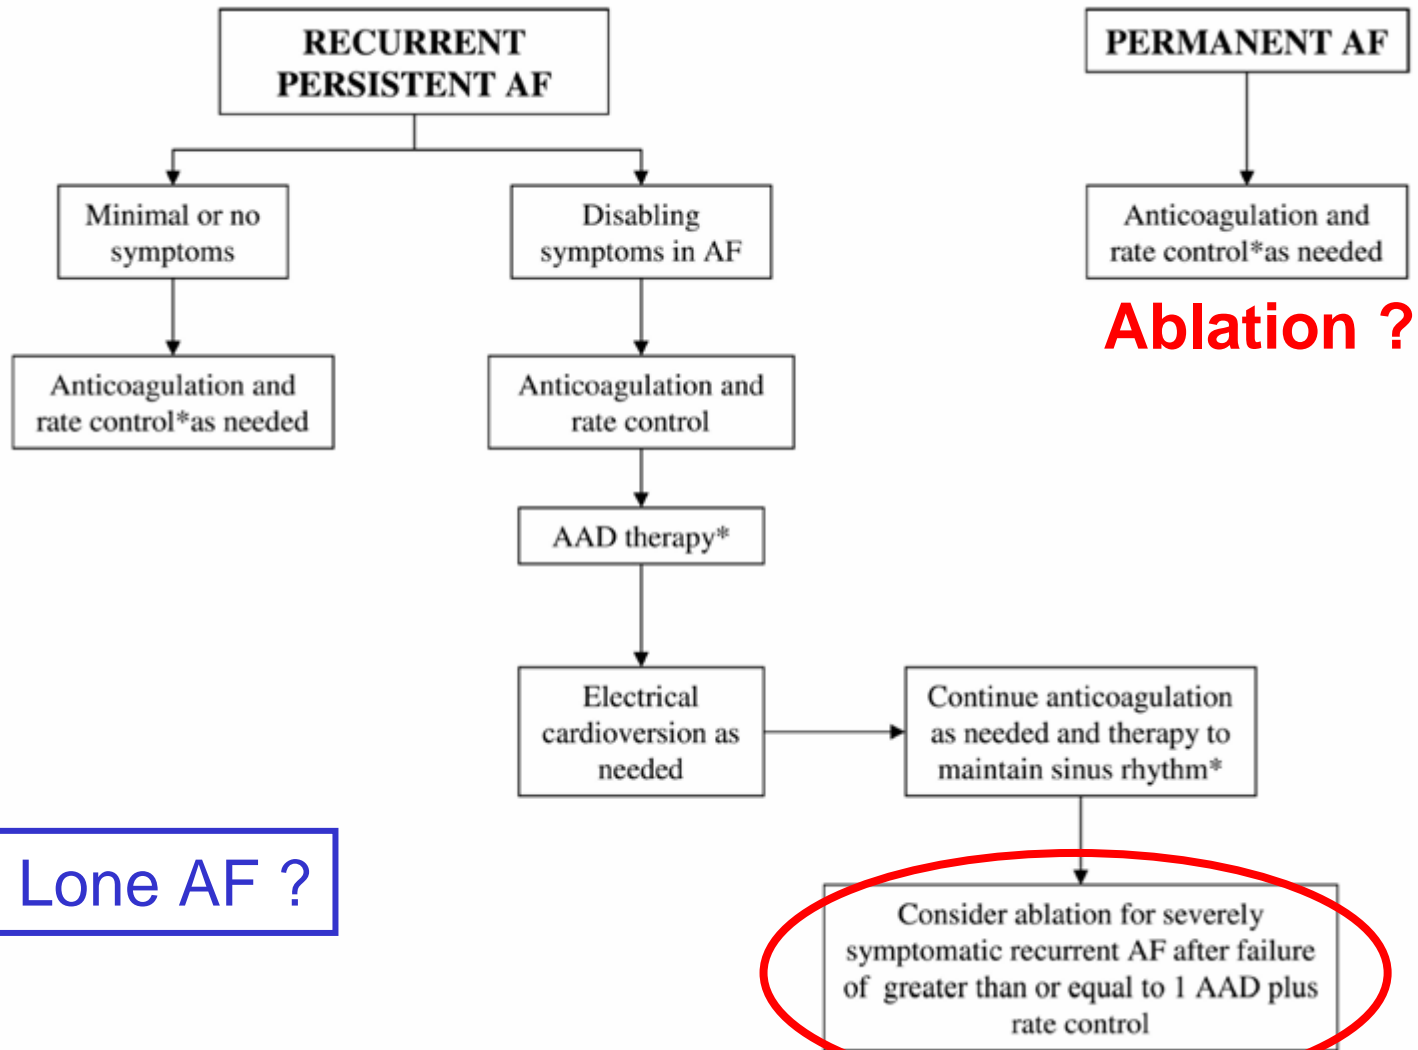 RECURRENT
PERSISTENT AF
PERMANENT AF
Minimal or no
symptoms
Disabling
symptoms in AF
Anticoagulation and
rate control*as needed
Ablation ?
Anticoagulation and
rate control*as needed
Anticoagulation and
rate control
AAD therapy*
Electrical
cardioversion as
needed
Continue anticoagulation
as needed and therapy to
maintain sinus rhythm*
Lone AF ?
Consider ablation for severely
symptomatic recurrent AF after failure
of greater than or equal to 1 AAD plus
rate control